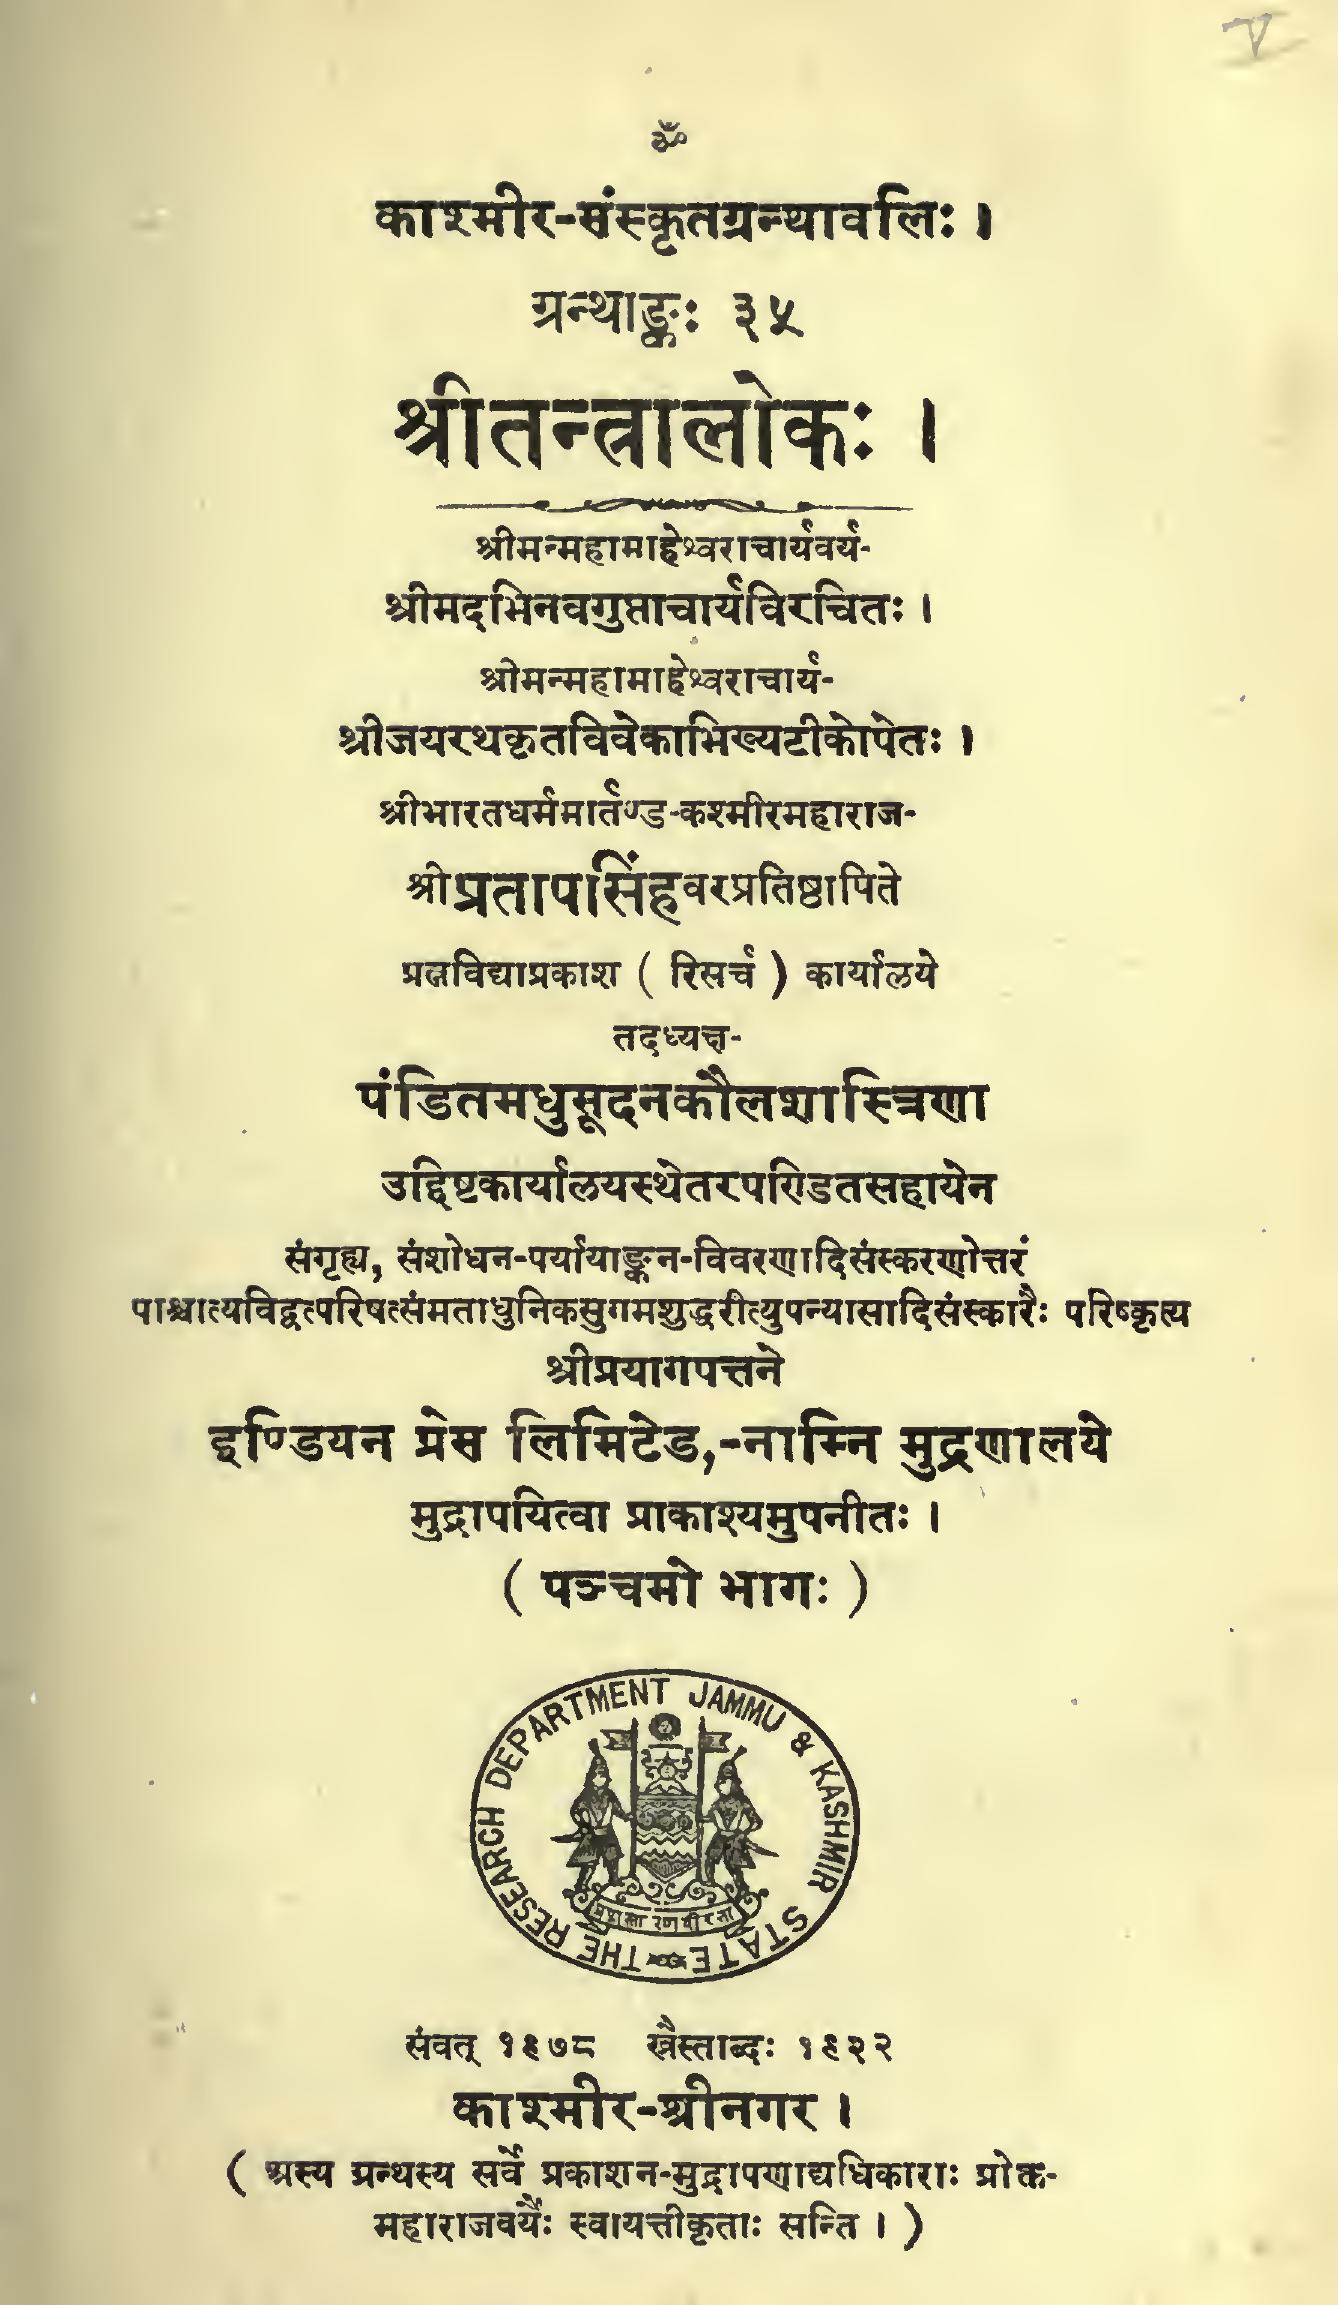 V
ॐ
काश्मीर-संस्कृतग्रन्थावलिः ।
ग्रन्थाङ्कः ३५
श्रीतन्त्रालोकः ।
श्रीमन्महामाहेश्वराचार्यवर्य-
श्रीमदभिनवगुप्ताचार्यविरचितः ।
श्रीमन्महामाहेश्वराचार्य-
श्रीजयरथकृतविवेकाभिख्यटीकोपेतः ।
श्रीभारतधर्ममार्तण्ड-कश्मीरमहाराज-
श्रीप्रतापसिंहवरप्रतिष्ठापिते
प्रत्नविद्याप्रकाश ( रिसर्च ) कार्यालये
तदध्यक्ष-
पंडितमधुसूदनकौलशास्त्रिणा
उद्दिष्टकार्यालयस्थेतरपण्डितसहायेन
संगृह्य, संशोधन-पर्यायाङ्कन-विवरणादिसंस्करणोत्तरं
पाश्चात्यविद्वत्परिषत्संमताधुनिकसुगमशुद्धरीत्युपन्यासादिसंस्कारैः परिष्कृत्य
श्रीप्रयागपत्तने
इण्डियन प्रेस लिमिटेड,-नाम्नि मुद्रणालये
मुद्रापयित्वा प्राकाश्यमुपनीतः ।
( पञ्चमो भागः )
THE RESEARCH DEPARTMENT JAMMU & KASHMIR STATE
संवत् १९७८ ख्रैस्ताब्दः १९२२
काश्मीर-श्रीनगर ।
( अस्य ग्रन्थस्य सर्वे प्रकाशन-मुद्रापणाद्यधिकाराः प्रोक्त-
महाराजवर्यैः स्वायत्तीकृताः सन्ति । )